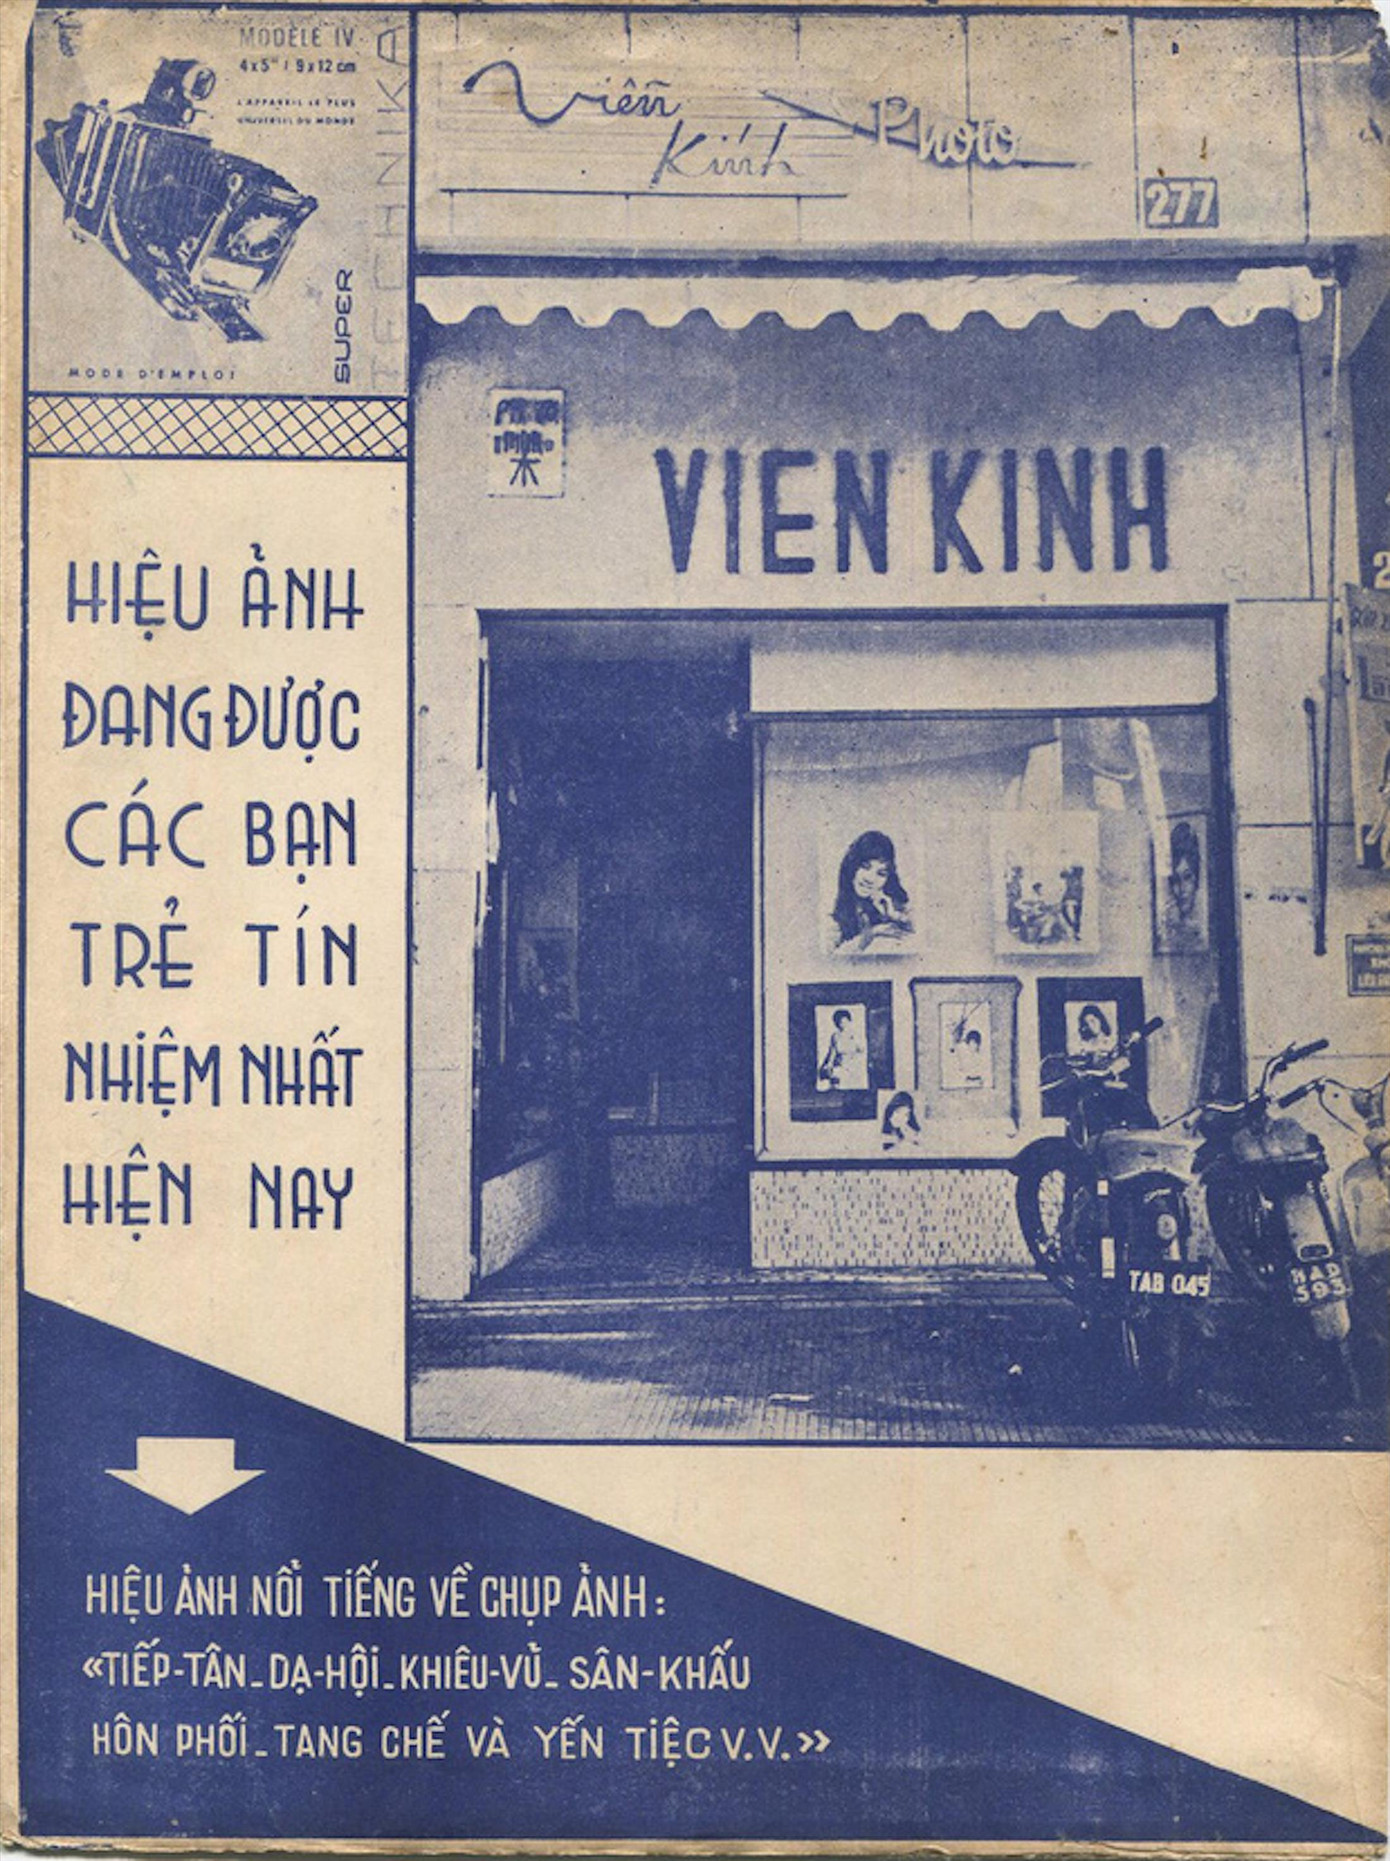 MODÈLE IV
4x5" / 9x12 cm
L'APPAREIL LE PLUS
UNIVERSEL DU MONDE
SUPER
TECHNIKA
MODE D'EMPLOI
Viễn
Kính
Photo
277
VIEN KINH
HIỆU ẢNH
ĐANG ĐƯỢC
CÁC BẠN
TRẺ TÍN
NHIỆM NHẤT
HIỆN NAY
TAB 045
593
HIỆU ẢNH NỔI TIẾNG VỀ CHỤP ẢNH:
«TIẾP-TÂN_DẠ-HỘI_KHIÊU-VỦ_ SÂN-KHẤU
HÔN PHỐI_TANG CHẾ VÀ YẾN TIỆC V.V.»